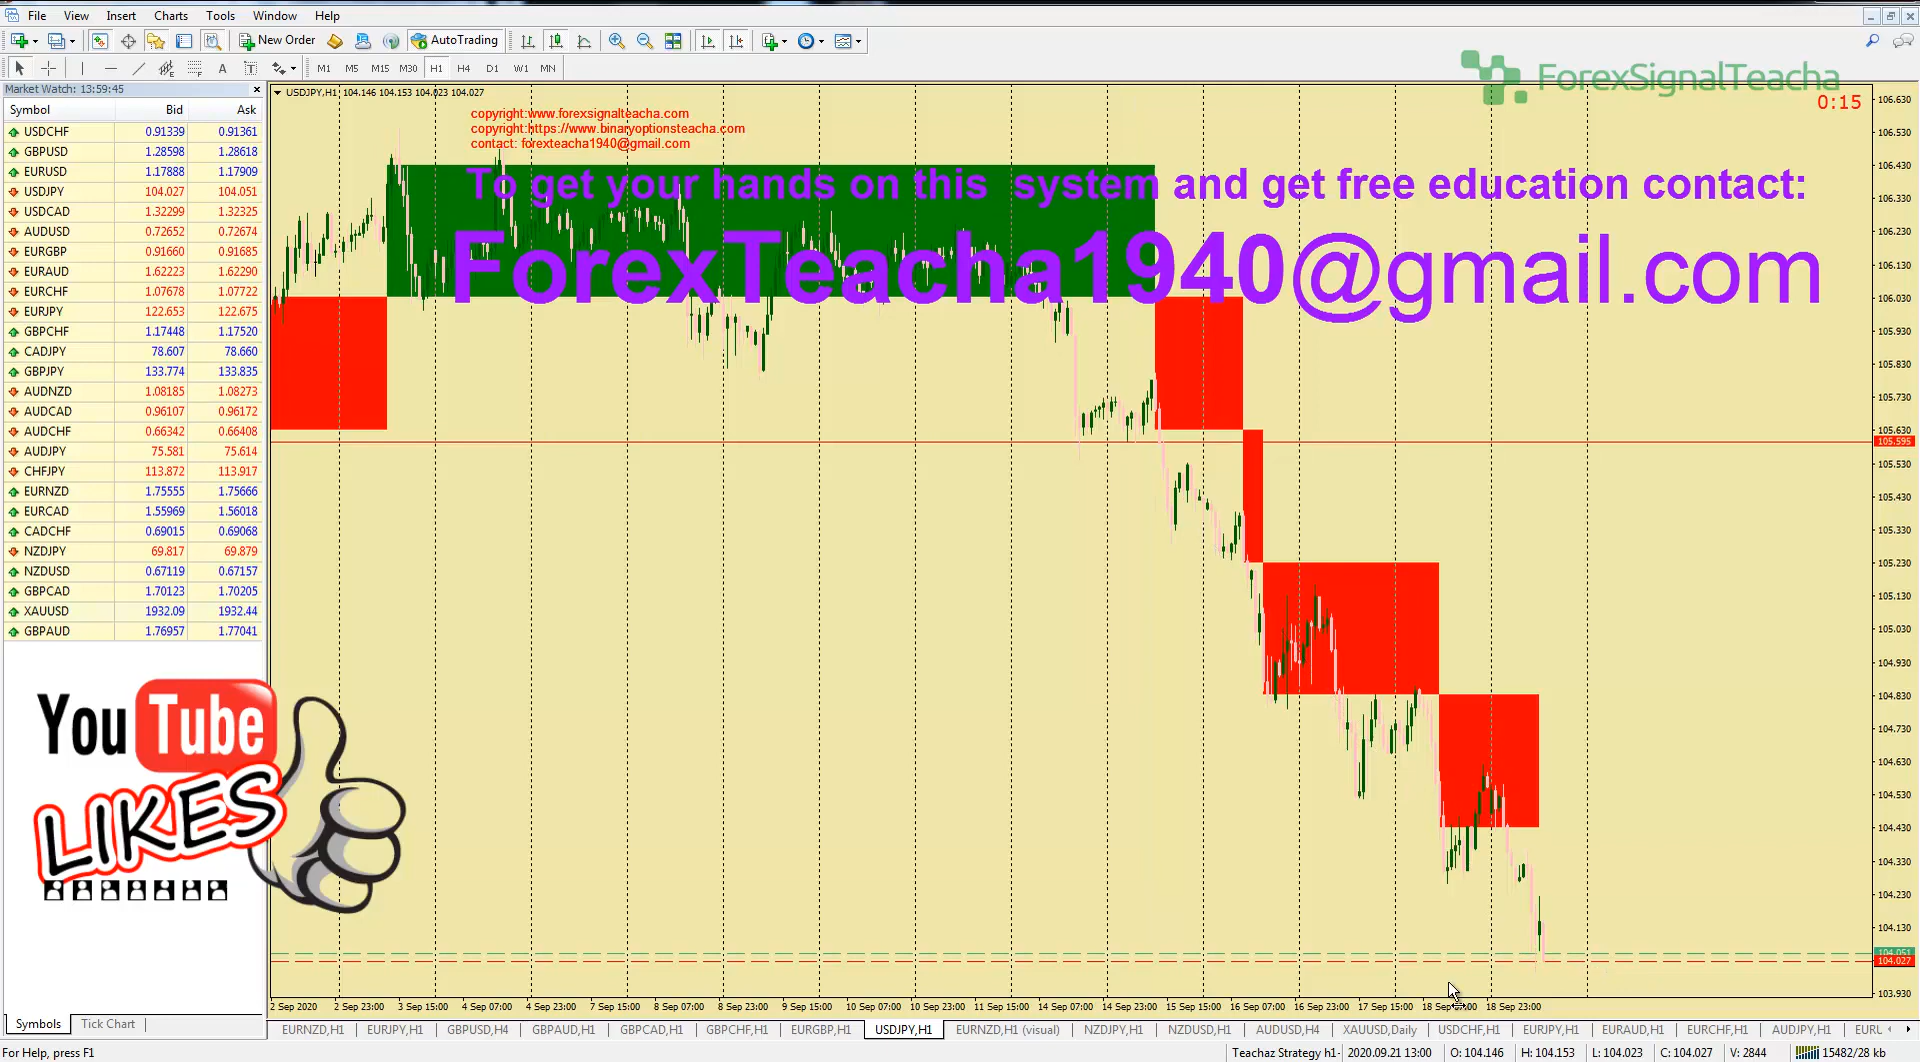 File View Insert Charts Tools Window Help
New Order AutoTrading
A T M1 M5 M15 M30 H1 H4 D1 W1 MN
ForexSignalTeacha
0:15
Market Watch: 13:59:45
Symbol Bid Ask
USDCHF 0.91339 0.91361
GBPUSD 1.28598 1.28618
EURUSD 1.17888 1.17909
USDJPY 104.027 104.051
USDCAD 1.32299 1.32325
AUDUSD 0.72652 0.72674
EURGBP 0.91660 0.91685
EURAUD 1.62223 1.62290
EURCHF 1.07678 1.07722
EURJPY 122.653 122.675
GBPCHF 1.17448 1.17520
CADJPY 78.607 78.660
GBPJPY 133.774 133.835
AUDNZD 1.08185 1.08273
AUDCAD 0.96107 0.96172
AUDCHF 0.66342 0.66408
AUDJPY 75.581 75.614
CHFJPY 113.872 113.917
EURNZD 1.75555 1.75666
EURCAD 1.55969 1.56018
CADCHF 0.69015 0.69068
NZDJPY 69.817 69.879
NZDUSD 0.67119 0.67157
GBPCAD 1.70123 1.70205
XAUUSD 1932.09 1932.44
GBPAUD 1.76957 1.77041
Symbols Tick Chart
YouTube
LIKES
USDJPY,H1 104.146 104.153 104.023 104.027
copyright:www.forexsignalteacha.com
copyright:https://www.binaryoptionsteacha.com
contact: forexteacha1940@gmail.com
To get your hands on this system and get free education contact:
ForexTeacha1940@gmail.com
106.630
106.530
106.430
106.330
106.230
106.130
106.030
105.930
105.830
105.730
105.630
105.595
105.530
105.430
105.330
105.230
105.130
105.030
104.930
104.830
104.730
104.630
104.530
104.430
104.330
104.230
104.130
104.051
104.027
103.930
2 Sep 2020 2 Sep 23:00 3 Sep 15:00 4 Sep 07:00 4 Sep 23:00 7 Sep 15:00 8 Sep 07:00 8 Sep 23:00 9 Sep 15:00 10 Sep 07:00 10 Sep 23:00 11 Sep 15:00 14 Sep 07:00 14 Sep 23:00 15 Sep 15:00 16 Sep 07:00 16 Sep 23:00 17 Sep 15:00 18 Sep 18 Sep 23:00
EURNZD,H1 EURJPY,H1 GBPUSD,H4 GBPAUD,H1 GBPCAD,H1 GBPCHF,H1 EURGBP,H1 USDJPY,H1 EURNZD,H1 (visual) NZDJPY,H1 NZDUSD,H1 AUDUSD,H4 XAUUSD,Daily USDCHF,H1 EURJPY,H1 EURAUD,H1 EURCHF,H1 AUDJPY,H1 EURL
For Help, press F1 Teachaz Strategy h1- 2020.09.21 13:00 O: 104.146 H: 104.153 L: 104.023 C: 104.027 V: 2844 15482/28 kb